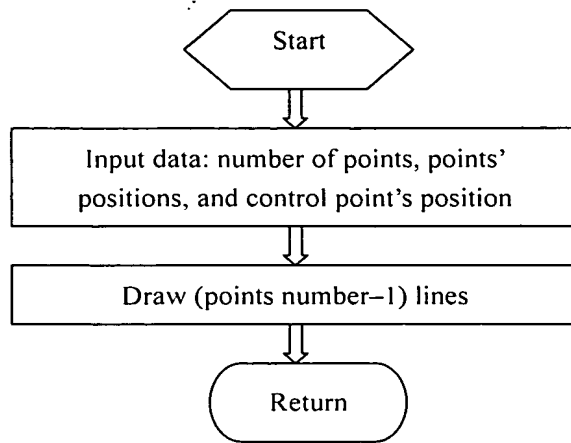 Start
Input data: number of points, points'
positions, and control point's position
Draw (points number–1) lines
Return